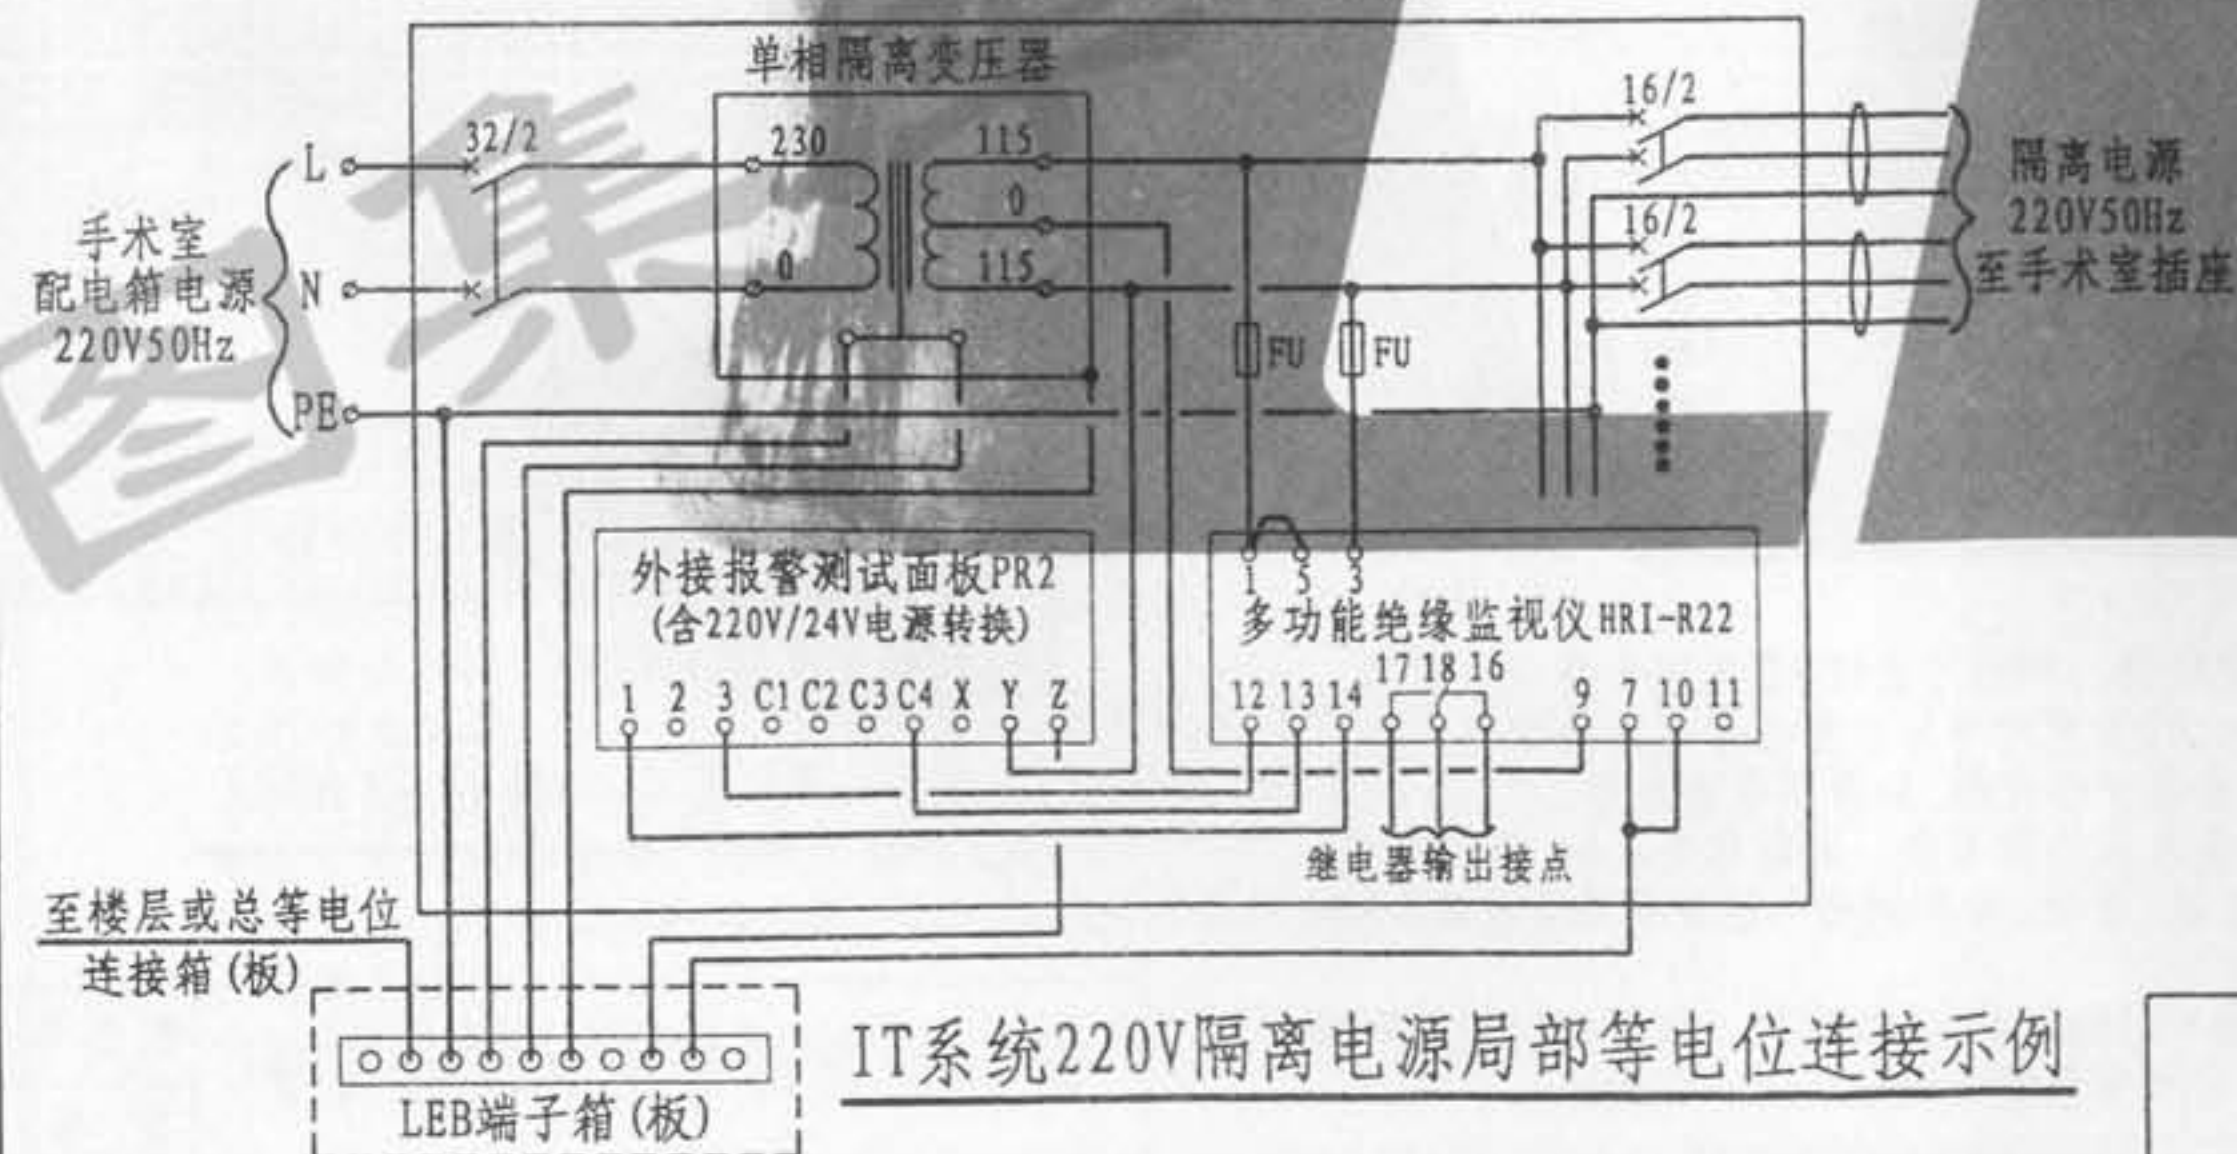 单相隔离变压器
32/2
230
115
16/2
L
0
隔离电源
手术室
220V50Hz
16/2
配电箱电源
N
0
115
至手术室插座
220V50Hz
FU
FU
PE
图集
外接报警测试面板PR2
(含220V/24V电源转换)
1 5 3
多功能绝缘监视仪HRI-R22
17 18 16
1 2 3 C1 C2 C3 C4 X Y Z
12 13 14
9 7 10 11
继电器输出接点
至楼层或总等电位
连接箱(板)
IT系统220V隔离电源局部等电位连接示例
LEB端子箱(板)